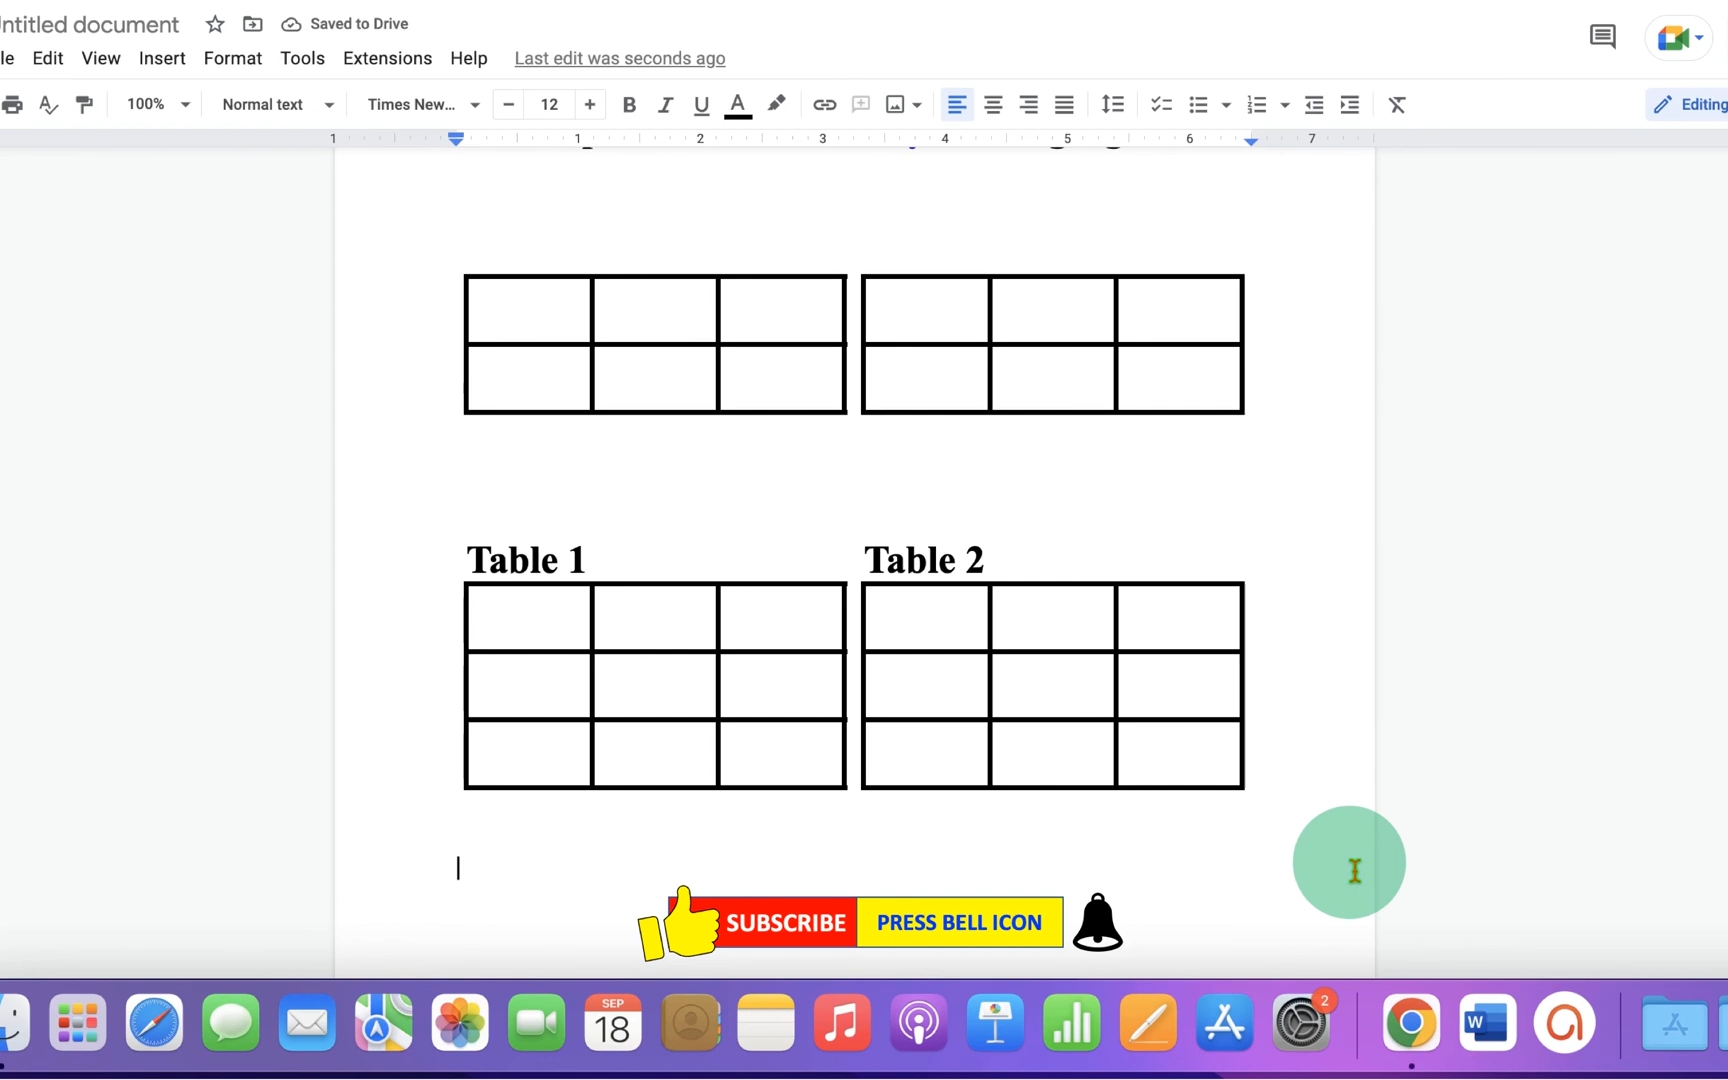 ntitled document Saved to Drive
le Edit View Insert Format Tools Extensions Help Last edit was seconds ago
100% Normal text Times New... − 12 + B I U A Editing
1 1 2 3 4 5 6 7
Table 1 Table 2
SUBSCRIBE PRESS BELL ICON
SEP
18
2
W